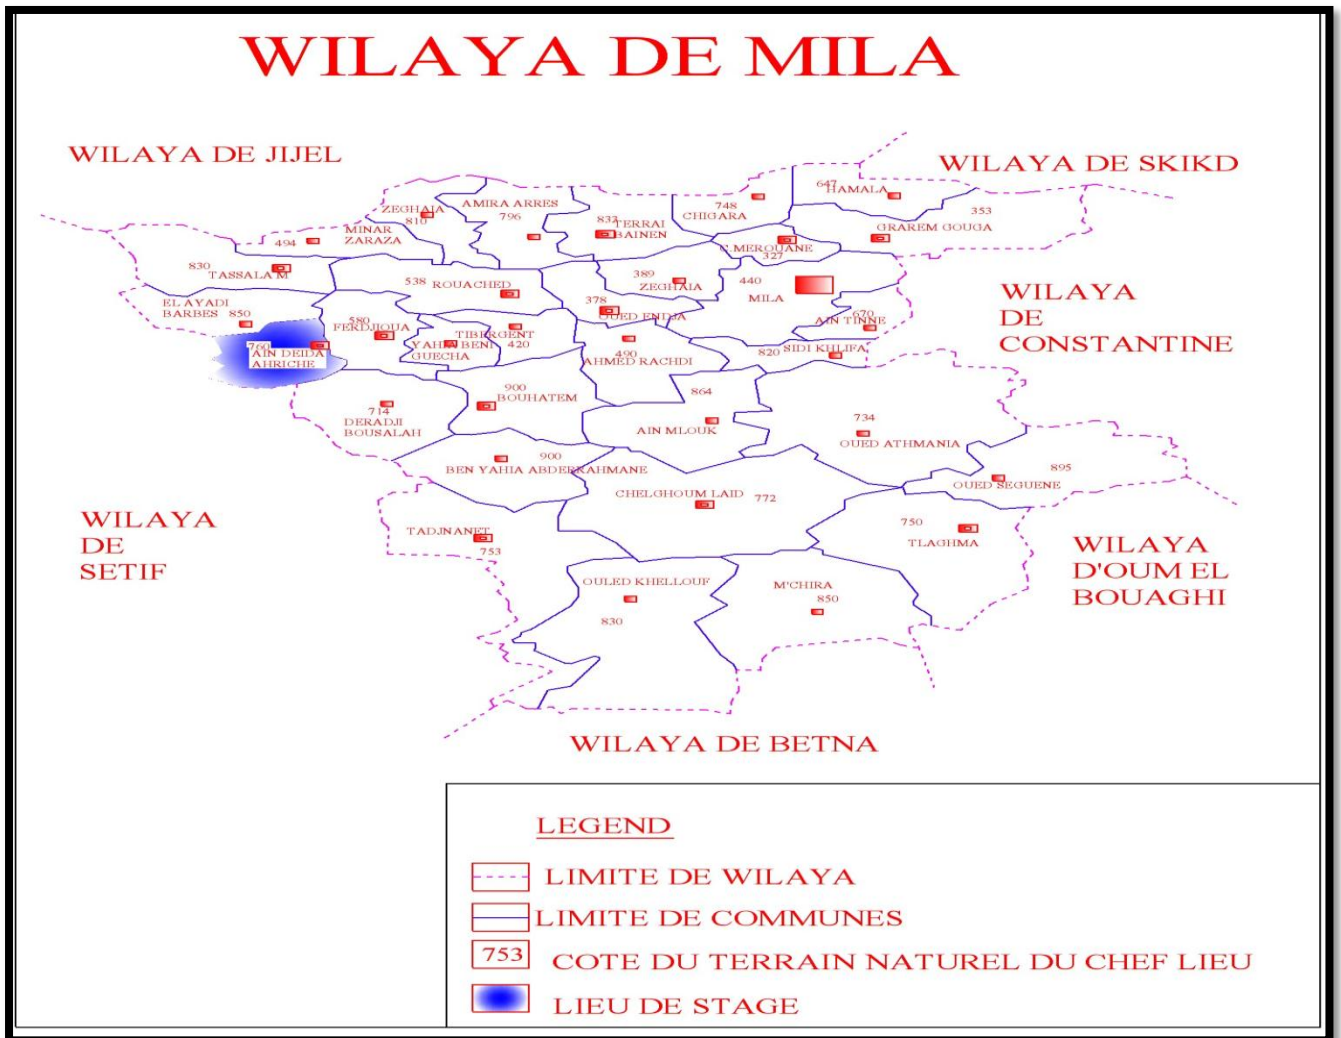 WILAYA DE MILA
WILAYA DE JIJEL
WILAYA DE SKIKD
647
HAMALA
ZEGHAIA
810
AMIRA ARRES
796
832
TERRAI
BAINEN
748
CHIGARA
353
GRAREM GOUGA
494
MINAR
ZARAZA
C.MEROUANE
327
830
TASSALA M
538 ROUACHED
389
ZEGHAIA
440
MILA
WILAYA
DE
CONSTANTINE
EL AYADI
BARBES 850
580
FERDJIOUA
378
OUED ENDJA
670
AIN TINNE
760
AIN DEIDA
AHRICHE
YAHIA BENI
GUECHA
TIBERGENT
420
490
AHMED RACHDI
820 SIDI KHLIFA
714
DERADJI
BOUSALAH
900
BOUHATEM
864
AIN MLOUK
734
OUED ATHMANIA
900
BEN YAHIA ABDERRAHMANE
895
OUED SEGUENE
CHELGHOUM LAID 772
WILAYA
DE
SETIF
TADJNANET
753
750
TLAGHMA
WILAYA
D'OUM EL
BOUAGHI
OULED KHELLOUF
830
M'CHIRA
850
WILAYA DE BETNA
LEGEND
LIMITE DE WILAYA
LIMITE DE COMMUNES
753 COTE DU TERRAIN NATUREL DU CHEF LIEU
LIEU DE STAGE